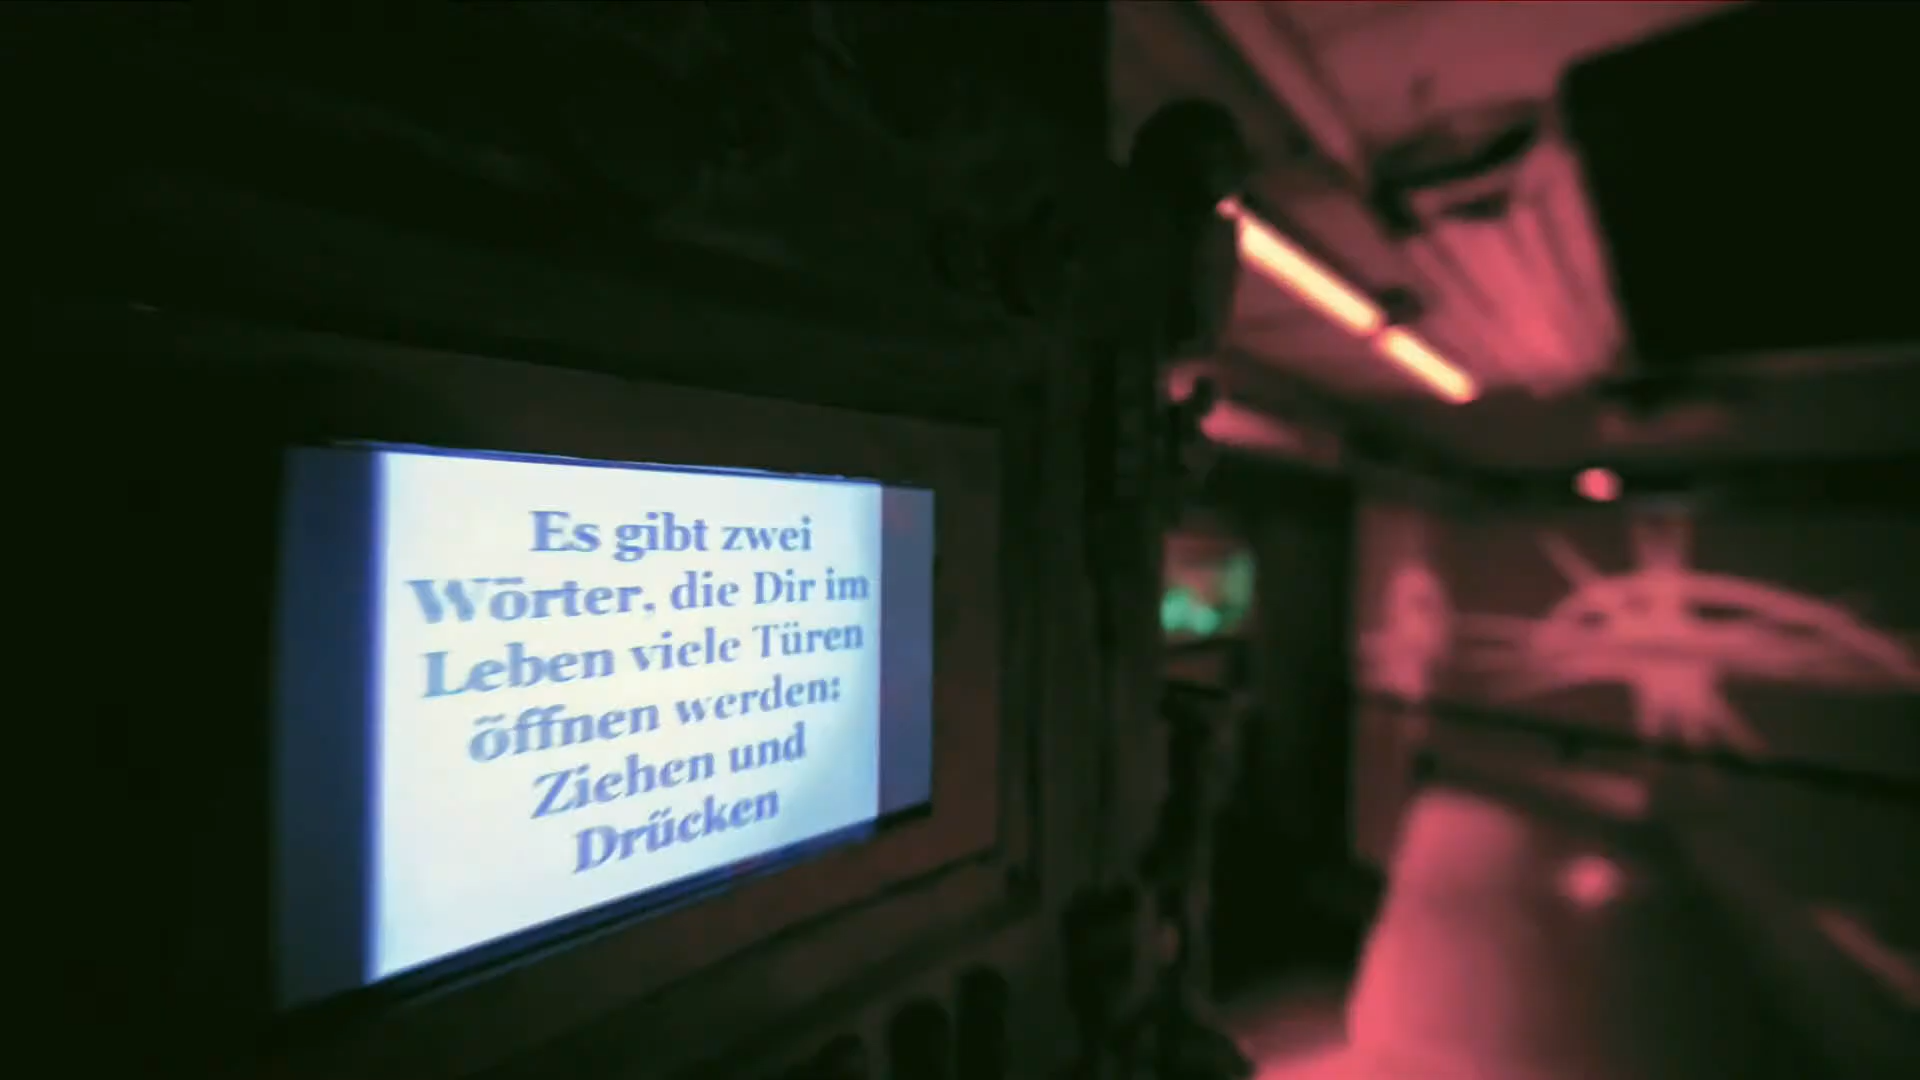 Es gibt zwei
Wörter, die Dir im
Leben viele Türen
öffnen werden:
Ziehen und
Drücken